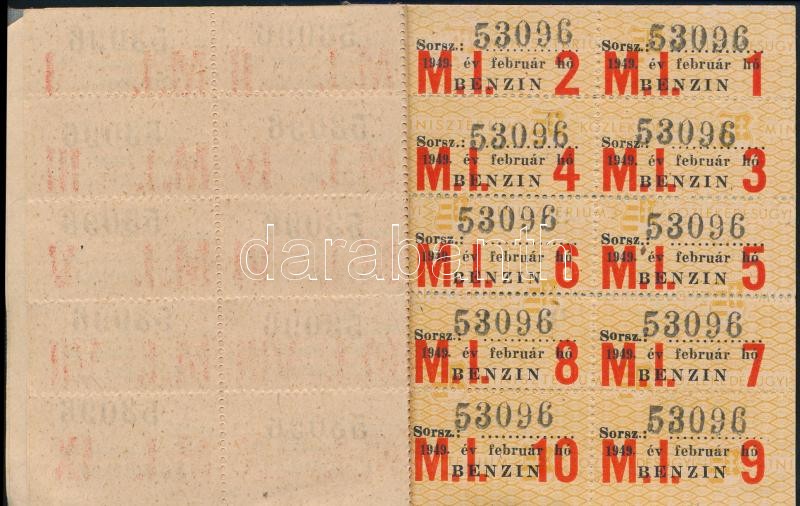 Sorsz.: 53096
1949. év február hó
M.I. BENZIN 2
Sorsz.: 53096
1949. év február hó
M.I. BENZIN 1
Sorsz.: 53096
1949. év február hó
M.I. BENZIN 4
Sorsz.: 53096
1949. év február hó
M.I. BENZIN 3
Sorsz.: 53096
1949. év február hó
M.I. BENZIN 6
Sorsz.: 53096
1949. év február hó
M.I. BENZIN 5
Sorsz.: 53096
1949. év február hó
M.I. BENZIN 8
Sorsz.: 53096
1949. év február hó
M.I. BENZIN 7
Sorsz.: 53096
1949. év február hó
M.I. BENZIN 10
Sorsz.: 53096
1949. év február hó
M.I. BENZIN 9
darabanth